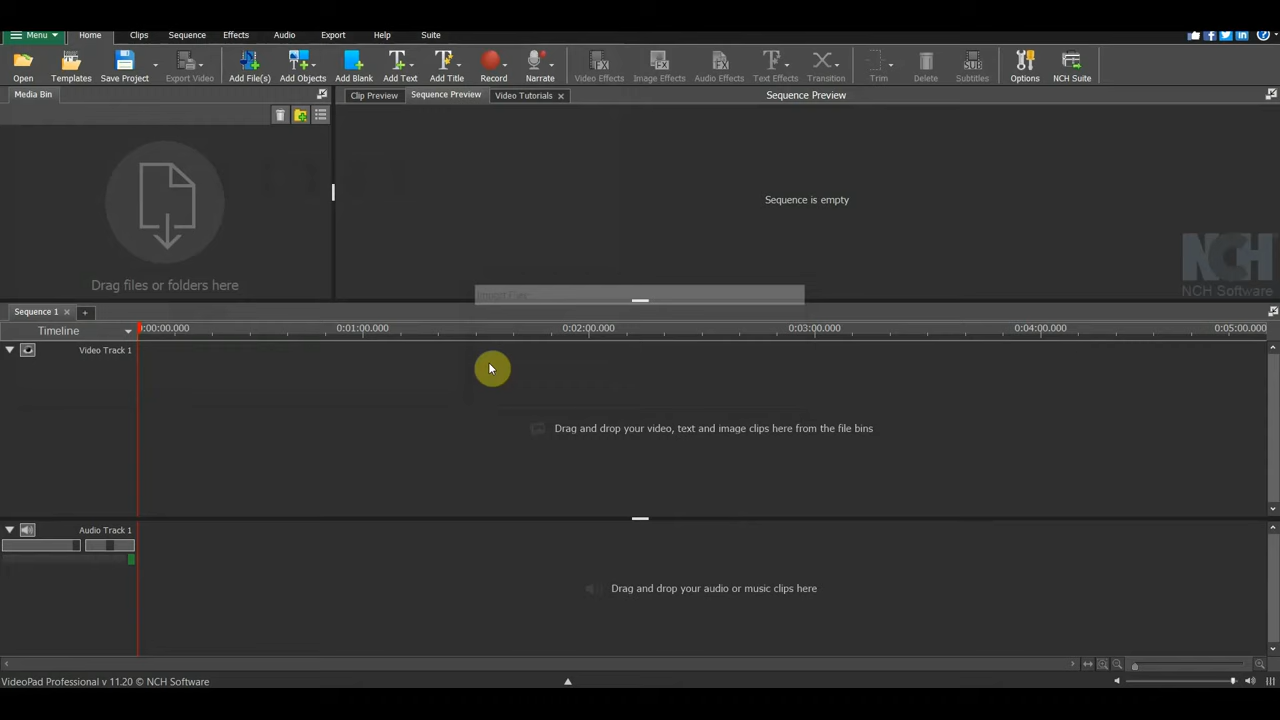 Menu Home Clips Sequence Effects Audio Export Help Suite
Open Templates Save Project Export Video Add File(s) Add Objects Add Blank Add Text Add Title Record Narrate Video Effects Image Effects Audio Effects Text Effects Transition Trim Delete Subtitles Options NCH Suite
Media Bin
Clip Preview Sequence Preview Video Tutorials Sequence Preview
Sequence is empty
NCH
NCH Software
Drag files or folders here
Sequence 1
Timeline 0:00:00.000 0:01:00.000 0:02:00.000 0:03:00.000 0:04:00.000 0:05:00.000
Video Track 1
Drag and drop your video, text and image clips here from the file bins
Audio Track 1
Drag and drop your audio or music clips here
VideoPad Professional v 11.20 © NCH Software